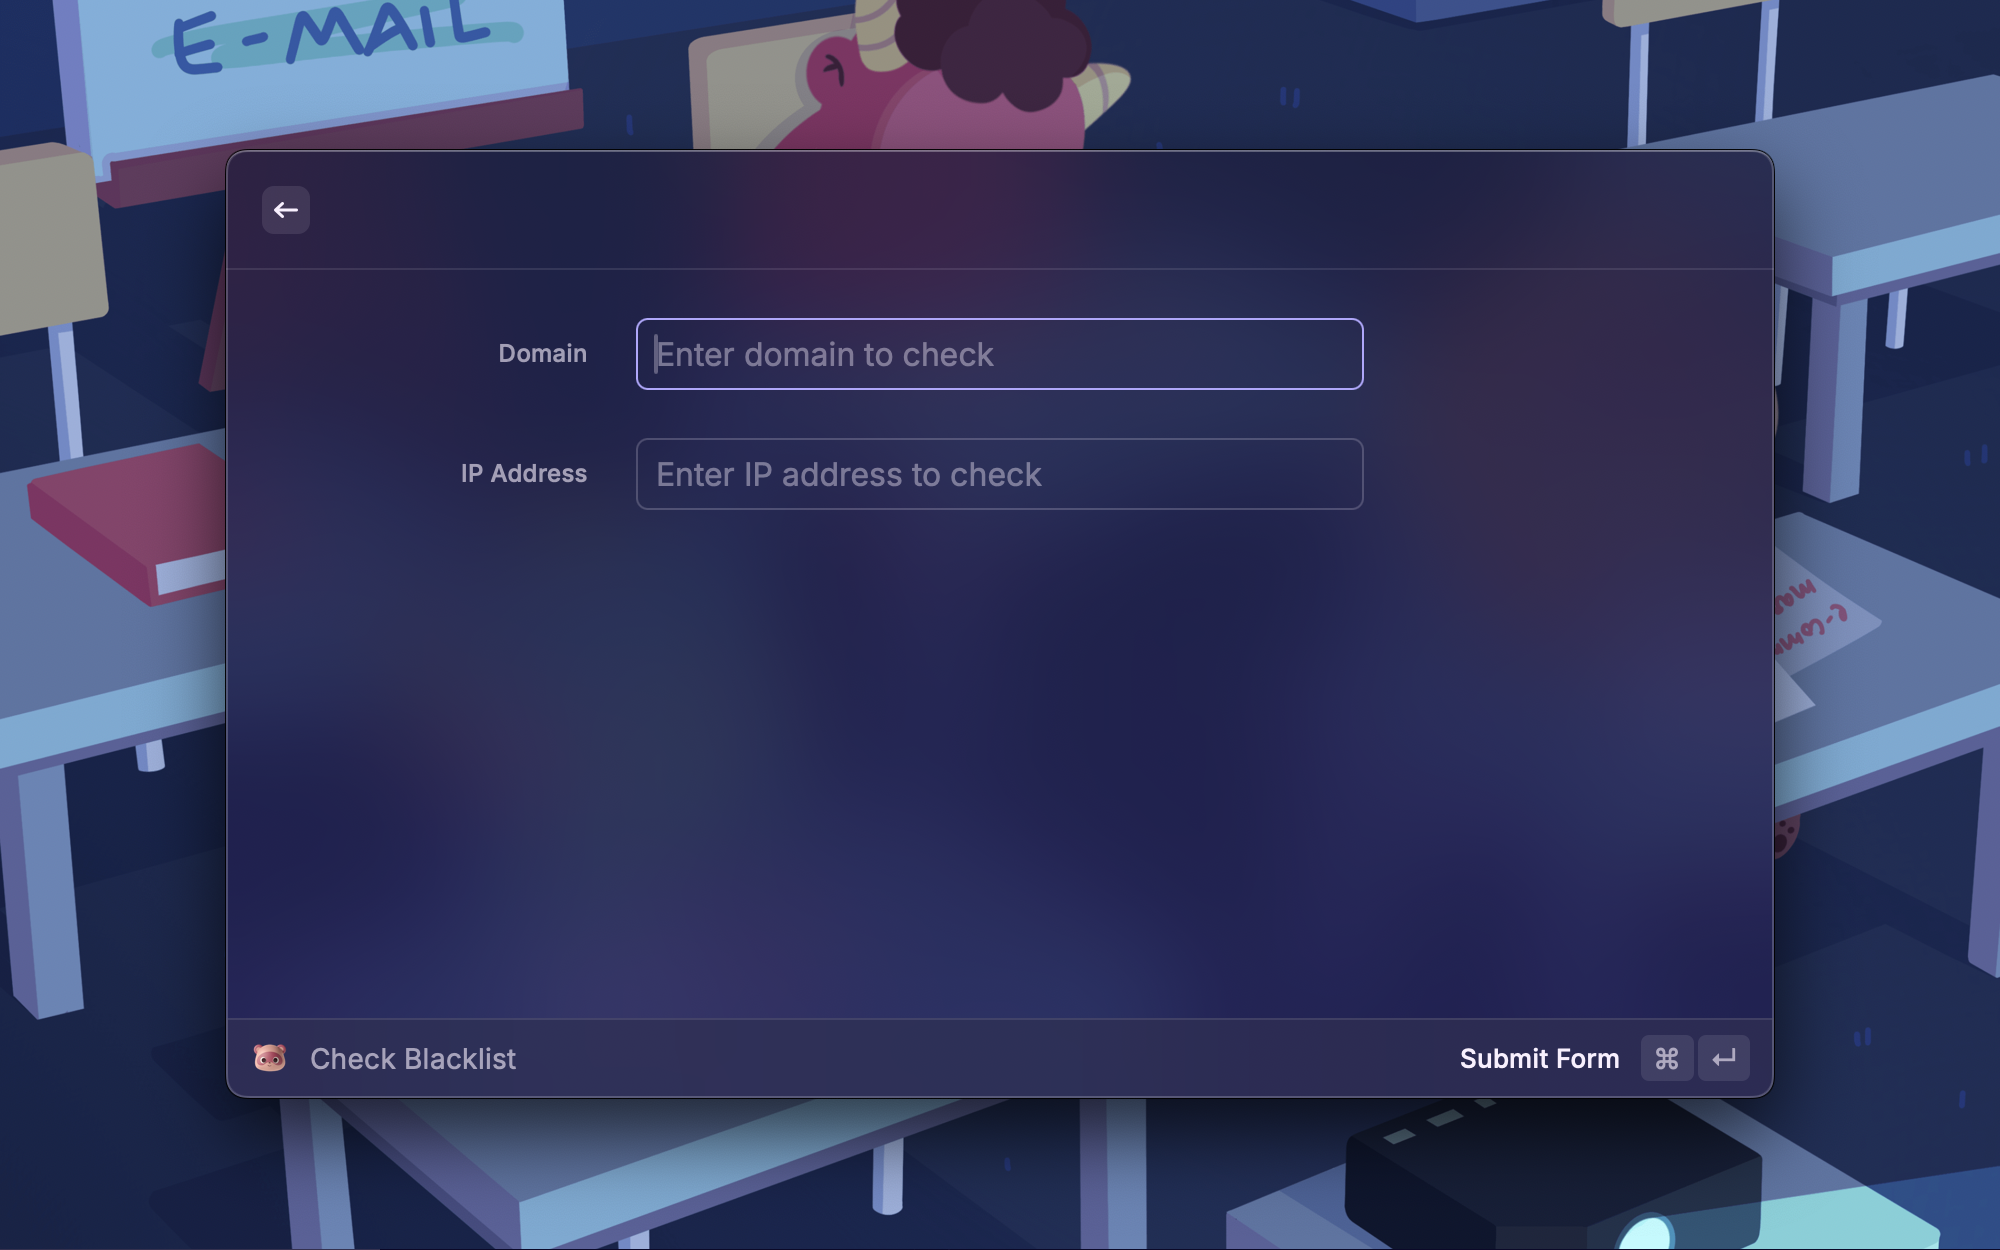 E-MAIL
Domain
Enter domain to check
IP Address
Enter IP address to check
Check Blacklist
Submit Form ⌘ ↵